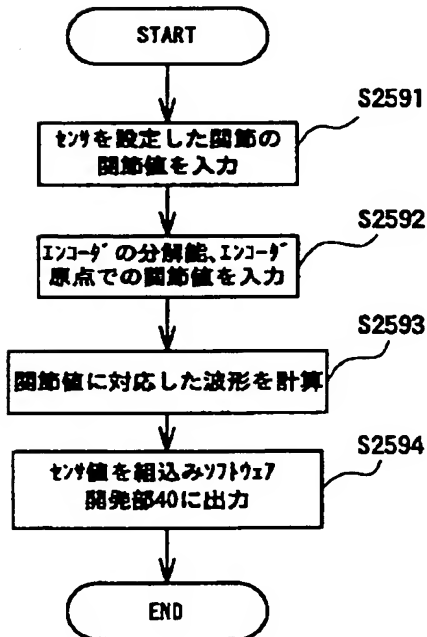 START
S2591
ｾﾝｻを設定した関節の
関節値を入力
S2592
ｴﾝｺｰﾀﾞの分解能、ｴﾝｺｰﾀﾞ
原点での関節値を入力
S2593
関節値に対応した波形を計算
S2594
ｾﾝｻ値を組込みｿﾌﾄｳｪｱ
開発部40に出力
END